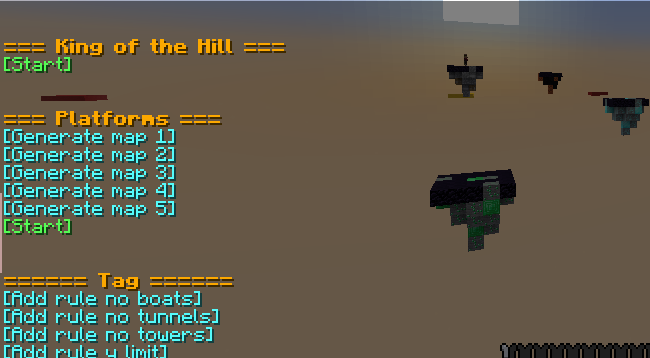 === King of the Hill ===
[Start]
=== Platforms ===
[Generate map 1]
[Generate map 2]
[Generate map 3]
[Generate map 4]
[Generate map 5]
[Start]
====== Tag ======
[Add rule no boats]
[Add rule no tunnels]
[Add rule no towers]
[Add rule y limit]